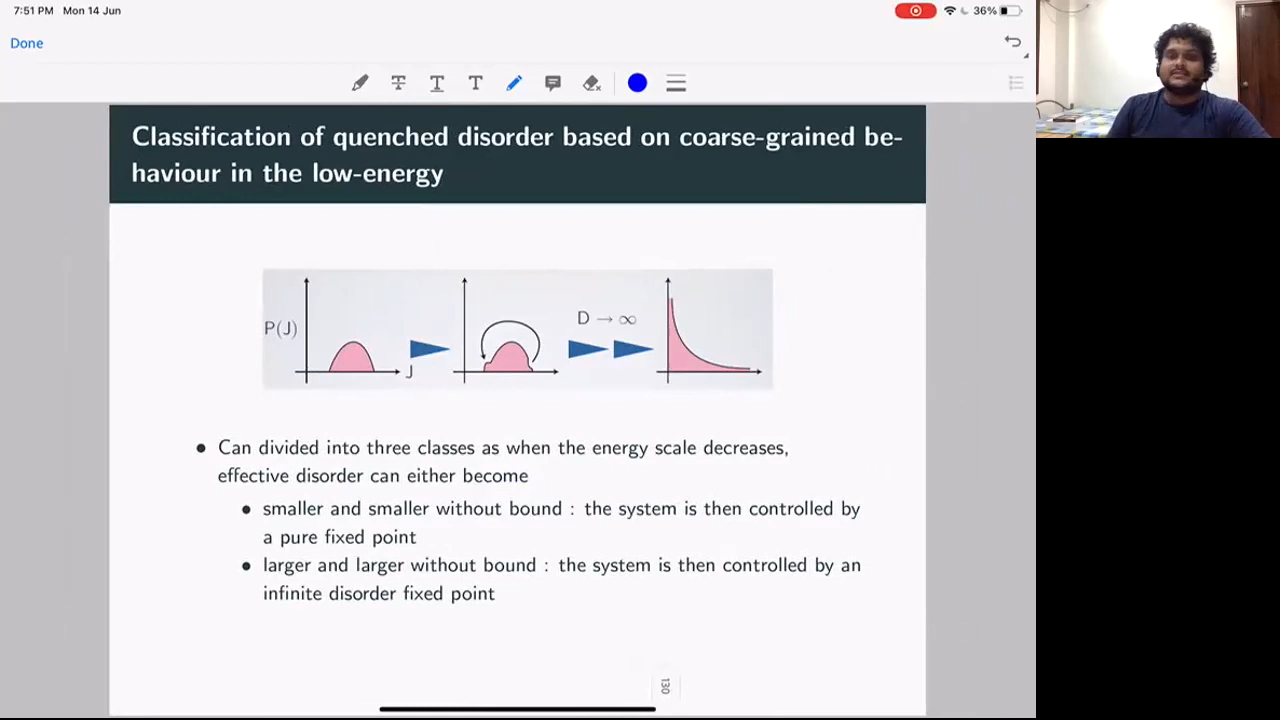 7:51 PM Mon 14 Jun
36%
Done
Classification of quenched disorder based on coarse-grained be-
haviour in the low-energy
P(J)
J
D → ∞
• Can divided into three classes as when the energy scale decreases,
effective disorder can either become
• smaller and smaller without bound : the system is then controlled by
a pure fixed point
• larger and larger without bound : the system is then controlled by an
infinite disorder fixed point
130